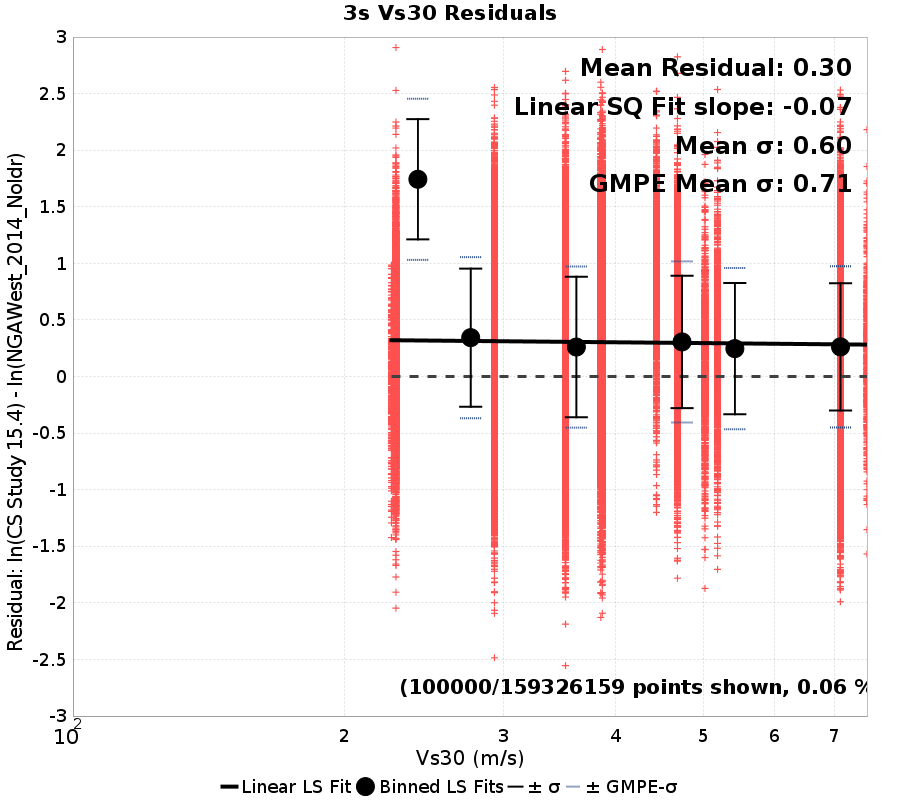 3s Vs30 Residuals
Mean Residual: 0.30
Linear SQ Fit slope: -0.07
Mean σ: 0.60
GMPE Mean σ: 0.71
Residual: ln(CS Study 15.4) - ln(NGAWest_2014_NoIdr)
3
2.5
2
1.5
1
0.5
0
-0.5
-1
-1.5
-2
-2.5
-3
(100000/159326159 points shown, 0.06 %
10²
2
3
4
5
6
7
Vs30 (m/s)
Linear LS Fit Binned LS Fits ± σ ± GMPE-σ